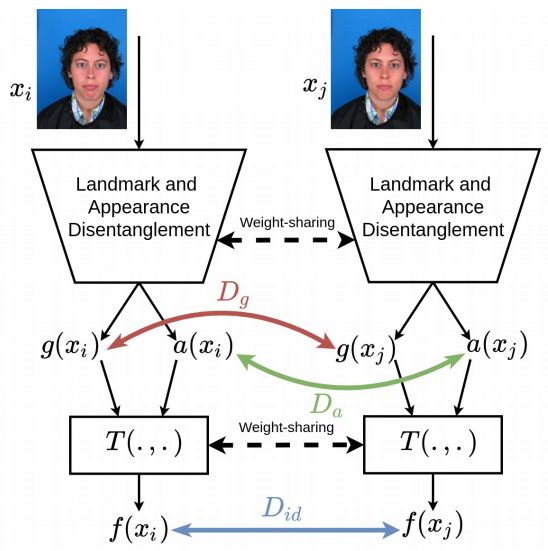 x_i
x_j
Landmark and
Appearance
Disentanglement
Landmark and
Appearance
Disentanglement
Weight-sharing
D_g
g(x_i)
a(x_i)
g(x_j)
a(x_j)
D_a
T(.,.)
Weight-sharing
T(.,.)
f(x_i)
D_{id}
f(x_j)